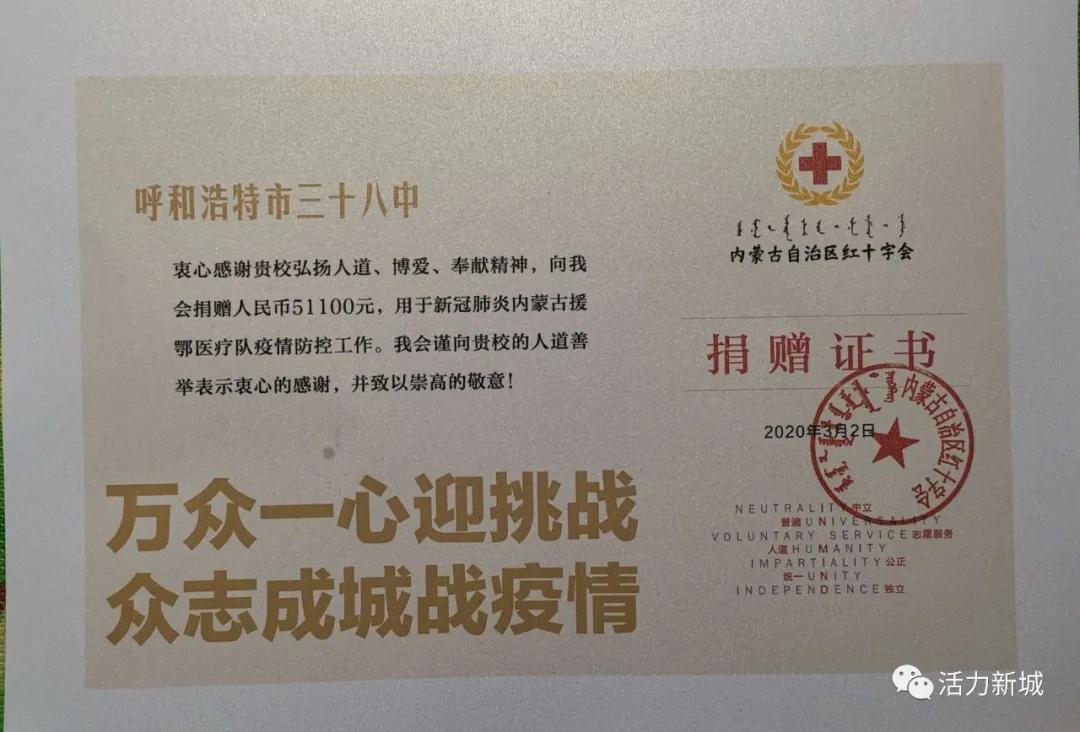 呼和浩特市三十八中
衷心感谢贵校弘扬人道、博爱、奉献精神，向我
会捐赠人民币51100元，用于新冠肺炎内蒙古援
鄂医疗队疫情防控工作。我会谨向贵校的人道善
举表示衷心的感谢，并致以崇高的敬意！
万众一心迎挑战
众志成城战疫情
内蒙古自治区红十字会
捐赠证书
2020年3月2日
内蒙古自治区红十字会
NEUTRALITY中立
普遍UNIVERSALITY
VOLUNTARY SERVICE志愿服务
人道HUMANITY
IMPARTIALITY公正
统一UNITY
INDEPENDENCE独立
活力新城